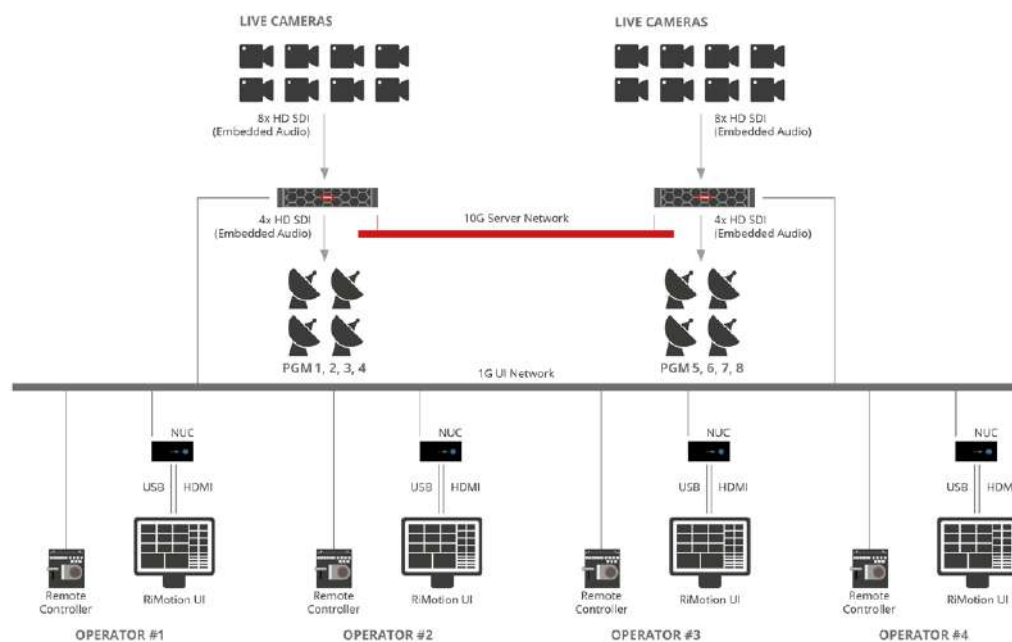 LIVE CAMERAS
LIVE CAMERAS
8x HD SDI
(Embedded Audio)
8x HD SDI
(Embedded Audio)
4x HD SDI
(Embedded Audio)
10G Server Network
4x HD SDI
(Embedded Audio)
PGM 1, 2, 3, 4
PGM 5, 6, 7, 8
1G UI Network
NUC
NUC
NUC
NUC
USB
HDMI
USB
HDMI
USB
HDMI
USB
HDM
Remote
Controller
RiMotion UI
Remote
Controller
RiMotion UI
Remote
Controller
RiMotion UI
Remote
Controller
RiMotion UI
OPERATOR #1
OPERATOR #2
OPERATOR #3
OPERATOR #4